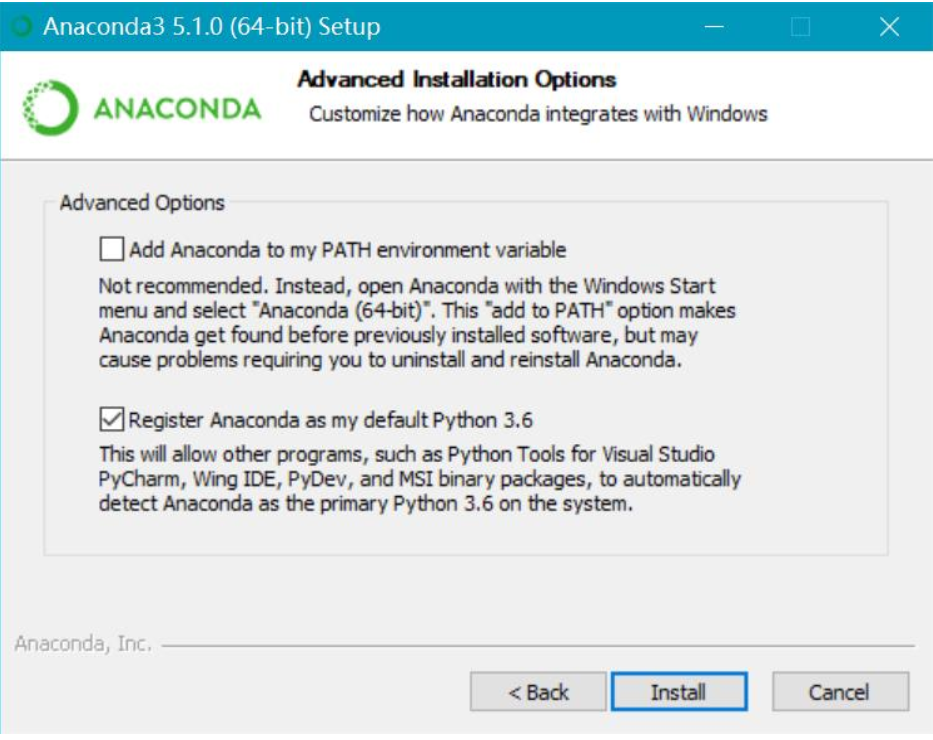 Anaconda3 5.1.0 (64-bit) Setup
ANACONDA
Advanced Installation Options
Customize how Anaconda integrates with Windows
Advanced Options
Add Anaconda to my PATH environment variable
Not recommended. Instead, open Anaconda with the Windows Start
menu and select "Anaconda (64-bit)". This "add to PATH" option makes
Anaconda get found before previously installed software, but may
cause problems requiring you to uninstall and reinstall Anaconda.
Register Anaconda as my default Python 3.6
This will allow other programs, such as Python Tools for Visual Studio
PyCharm, Wing IDE, PyDev, and MSI binary packages, to automatically
detect Anaconda as the primary Python 3.6 on the system.
Anaconda, Inc.
< Back
Install
Cancel